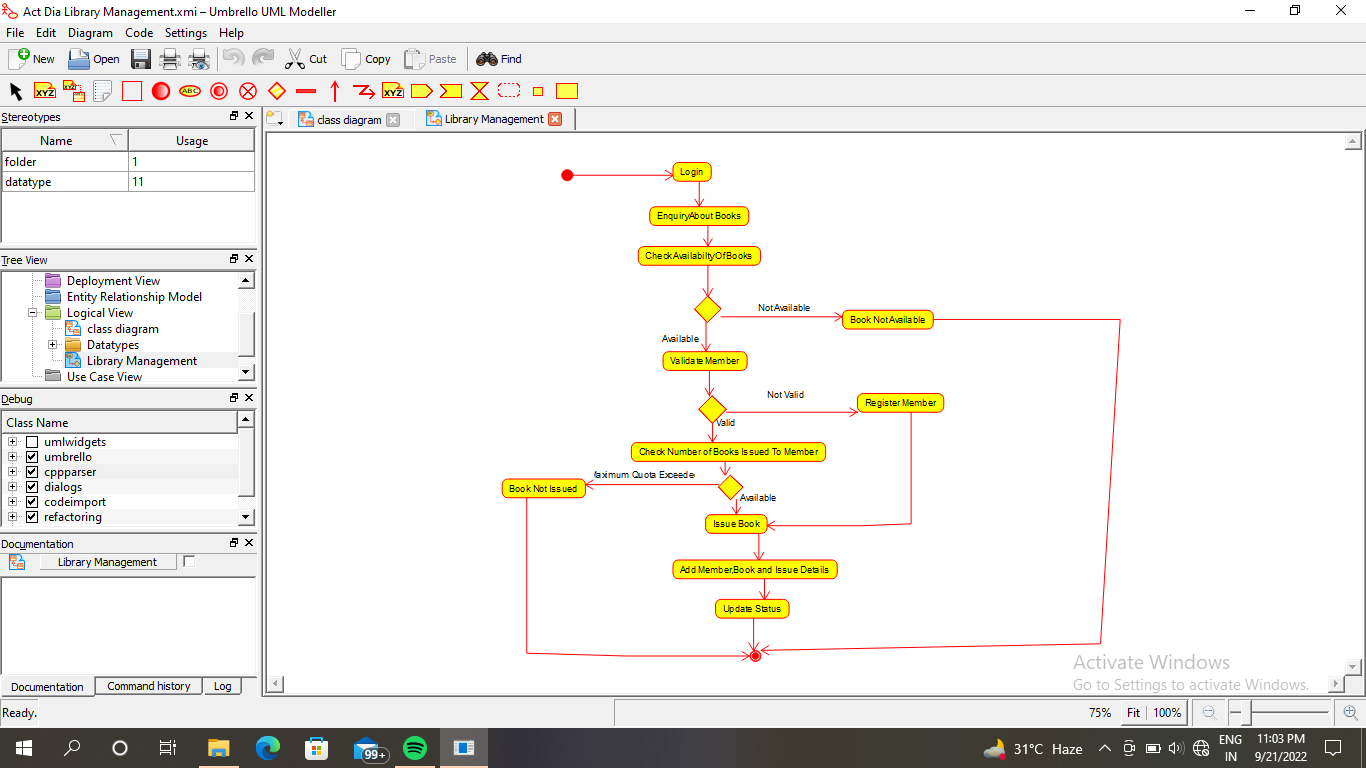 Act Dia Library Management.xmi – Umbrello UML Modeller
File Edit Diagram Code Settings Help
New Open Cut Copy Paste Find
XYZ XYZ ABC XYZ
Stereotypes
Name Usage
folder 1
datatype 11
Tree View
Deployment View
Entity Relationship Model
Logical View
class diagram
Datatypes
Library Management
Use Case View
Debug
Class Name
umlwidgets
umbrello
cppparser
dialogs
codeimport
refactoring
Documentation
Library Management
Documentation Command history Log
class diagram Library Management
Login
EnquiryAbout Books
CheckAvailabiltyOfBooks
NotAvailable
Book NotAvailable
Available
Validate Member
Not Valid
Register Member
Valid
Check Number of Books Issued To Member
Maximum Quota Exceede
Book Not Issued
Available
Issue Book
Add Member,Book and Issue Details
Update Status
Activate Windows
Go to Settings to activate Windows.
Ready. 75% Fit 100%
99+ 31°C Haze ENG 11:03 PM
IN 9/21/2022